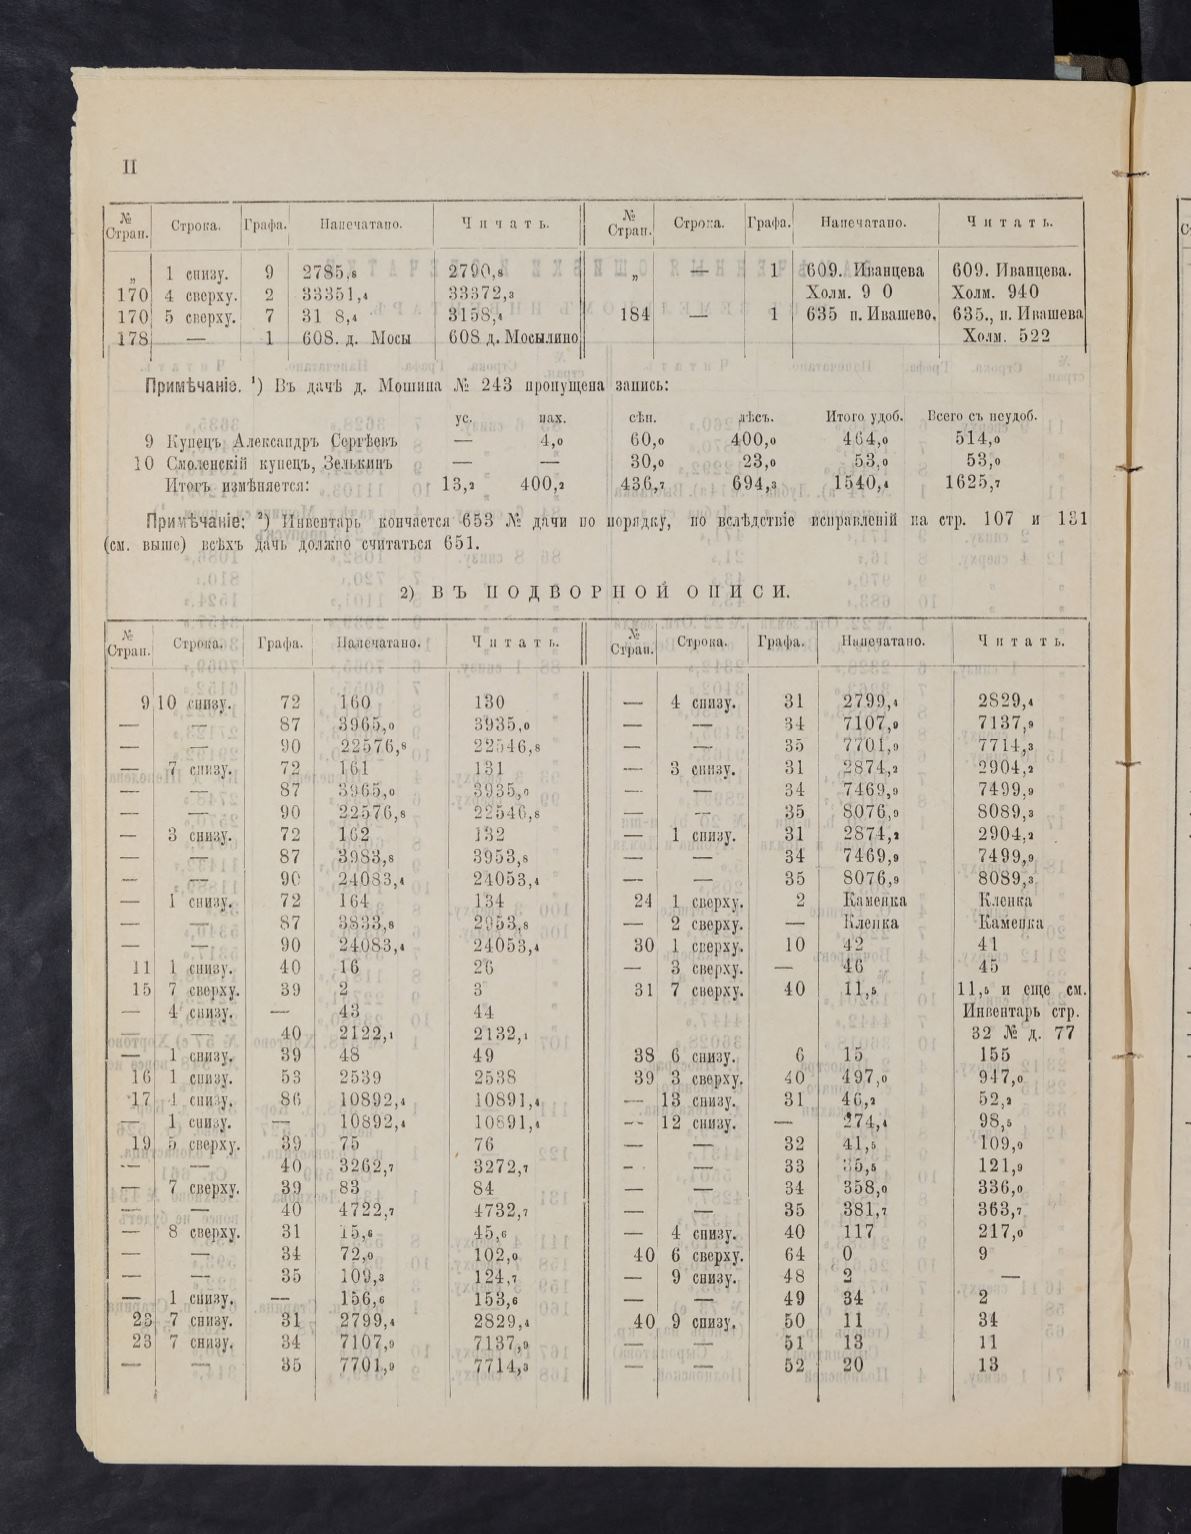 II
№ Стран. Строка. Графа. Напечатано. Читать. № Стран. Строка. Графа. Напечатано. Читать.
„ 1 снизу. 9 2785,8 2790,8 „ — 1 609. Иванцева 609. Иванцева.
170 4 сверху. 2 33351,4 33372,3 Холм. 9 0 Холм. 940
170 5 сверху. 7 31 8,4 3158,4 184 — 1 635 п. Ивашево. 635., п. Ивашева
178 — 1 608. д. Мосы 608 д. Мосылино Холм. 522
Примѣчаніе. ¹) Въ дачѣ д. Мошина № 243 пропущена запись:
ус. пах. сѣн. лѣсъ. Итого удоб. Всего съ неудоб.
9 Купецъ Александръ Сергѣевъ — 4,0 60,0 400,0 464,0 514,0
10 Смоленскій купецъ, Зелькинъ — — 30,0 23,0 53,0 53,0
Итогъ измѣняется: 13,2 400,2 436,7 694,3 1540,4 1625,7
Примѣчаніе: ²) Инвентарь кончается 653 № дачи по порядку, но вслѣдствіе исправленій на стр. 107 и 131
(см. выше) всѣхъ дачъ должно считаться 651.
2) ВЪ ПОДВОРНОЙ ОПИСИ.
№ Стран. Строка. Графа. Напечатано. Читать. № Стран. Строка. Графа. Напечатано. Читать.
9 10 снизу. 72 160 130 — 4 снизу. 31 2799,4 2829,4
— — 87 3965,0 3935,0 — — 34 7107,9 7137,9
— — 90 22576,8 22546,8 — — 35 7701,9 7714,3
— 7 снизу. 72 161 131 — 3 снизу. 31 2874,2 2904,2
— — 87 3965,0 3935,0 — — 34 7469,9 7499,9
— — 90 22576,8 22546,8 — — 35 8076,9 8089,3
— 3 снизу. 72 162 132 — 1 снизу. 31 2874,2 2904,2
— — 87 3983,8 3953,8 — — 34 7469,9 7499,9
— — 90 24083,4 24053,4 — — 35 8076,9 8089,3
— 1 снизу. 72 164 134 24 1 сверху. 2 Каменка Кленка
— — 87 3833,8 2953,8 — 2 сверху. — Кленка Каменка
— — 90 24083,4 24053,4 30 1 сверху. 10 42 41
11 1 снизу. 40 16 26 — 3 сверху. — 46 45
15 7 сверху. 39 2 3 31 7 сверху. 40 11,5 11,5 и еще см.
— 4 снизу. — 43 44 Инвентарь стр.
— — 40 2122,1 2132,1 32 № д. 77
— 1 снизу. 39 48 49 38 6 снизу. 6 15 155
16 1 снизу. 53 2539 2538 39 3 сверху. 40 497,0 947,0
17 4 снизу. 86 10892,4 10891,4 — 13 снизу. 31 46,2 52,2
— 1 снизу. — 10892,4 10891,4 — 12 снизу. — 274,4 98,5
19 5 сверху. 39 75 76 — — 32 41,5 109,0
— — 40 3262,7 3272,7 — — 33 35,5 121,9
— 7 сверху. 39 83 84 — — 34 358,0 336,0
— — 40 4722,7 4732,7 — — 35 381,7 363,7
— 8 сверху. 31 15,6 45,6 — 4 снизу. 40 117 217,0
— — 34 72,0 102,0 40 6 сверху. 64 0 9
— — 35 109,3 124,7 — 9 снизу. 48 2 —
— 1 снизу. — 156,6 153,6 — — 49 34 2
23 7 снизу. 31 2799,4 2829,4 40 9 снизу. 50 11 34
23 7 снизу. 34 7107,9 7137,9 — — 51 13 11
— — 35 7701,9 7714,3 — — 52 20 13